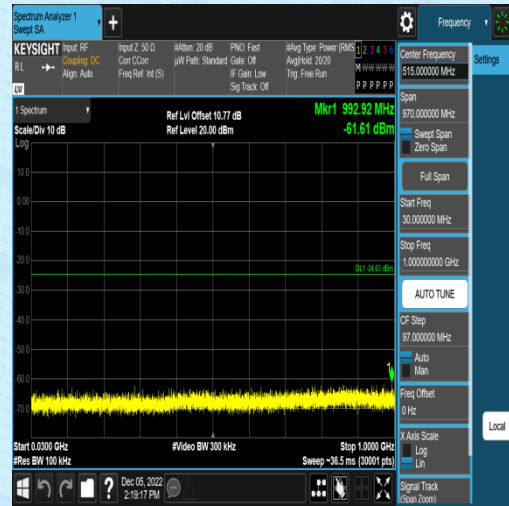 Spectrum Analyzer 1
Swept SA
Frequency
Settings
KEYSIGHT
RL
LXI
Input: RF
Coupling: DC
Align: Auto
Input Z: 50 Ω
Corr CCorr
Freq Ref: Int (S)
#Atten: 20 dB
µW Path: Standard
PNO: Fast
Gate: Off
IF Gain: Low
Sig Track: Off
#Avg Type: Power (RMS
Avg|Hold: 20/20
Trig: Free Run
1 2 3 4 5 6
M W W W W W
P P P P P P
1 Spectrum
Scale/Div 10 dB
Log
Ref Lvl Offset 10.77 dB
Ref Level 20.00 dBm
Mkr1 992.92 MHz
-61.61 dBm
10.0
0.00
-10.0
-20.0
DL1 -24.63 dBm
-30.0
-40.0
-50.0
-60.0
-70.0
1
Start 0.0300 GHz
#Res BW 100 kHz
#Video BW 300 kHz
Stop 1.0000 GHz
Sweep ~36.5 ms (30001 pts)
Dec 05, 2022
2:19:17 PM
Center Frequency
515.000000 MHz
Span
970.000000 MHz
Swept Span
Zero Span
Full Span
Start Freq
30.000000 MHz
Stop Freq
1.000000000 GHz
AUTO TUNE
CF Step
97.000000 MHz
Auto
Man
Freq Offset
0 Hz
X Axis Scale
Log
Lin
Signal Track
(Span Zoom)
Local